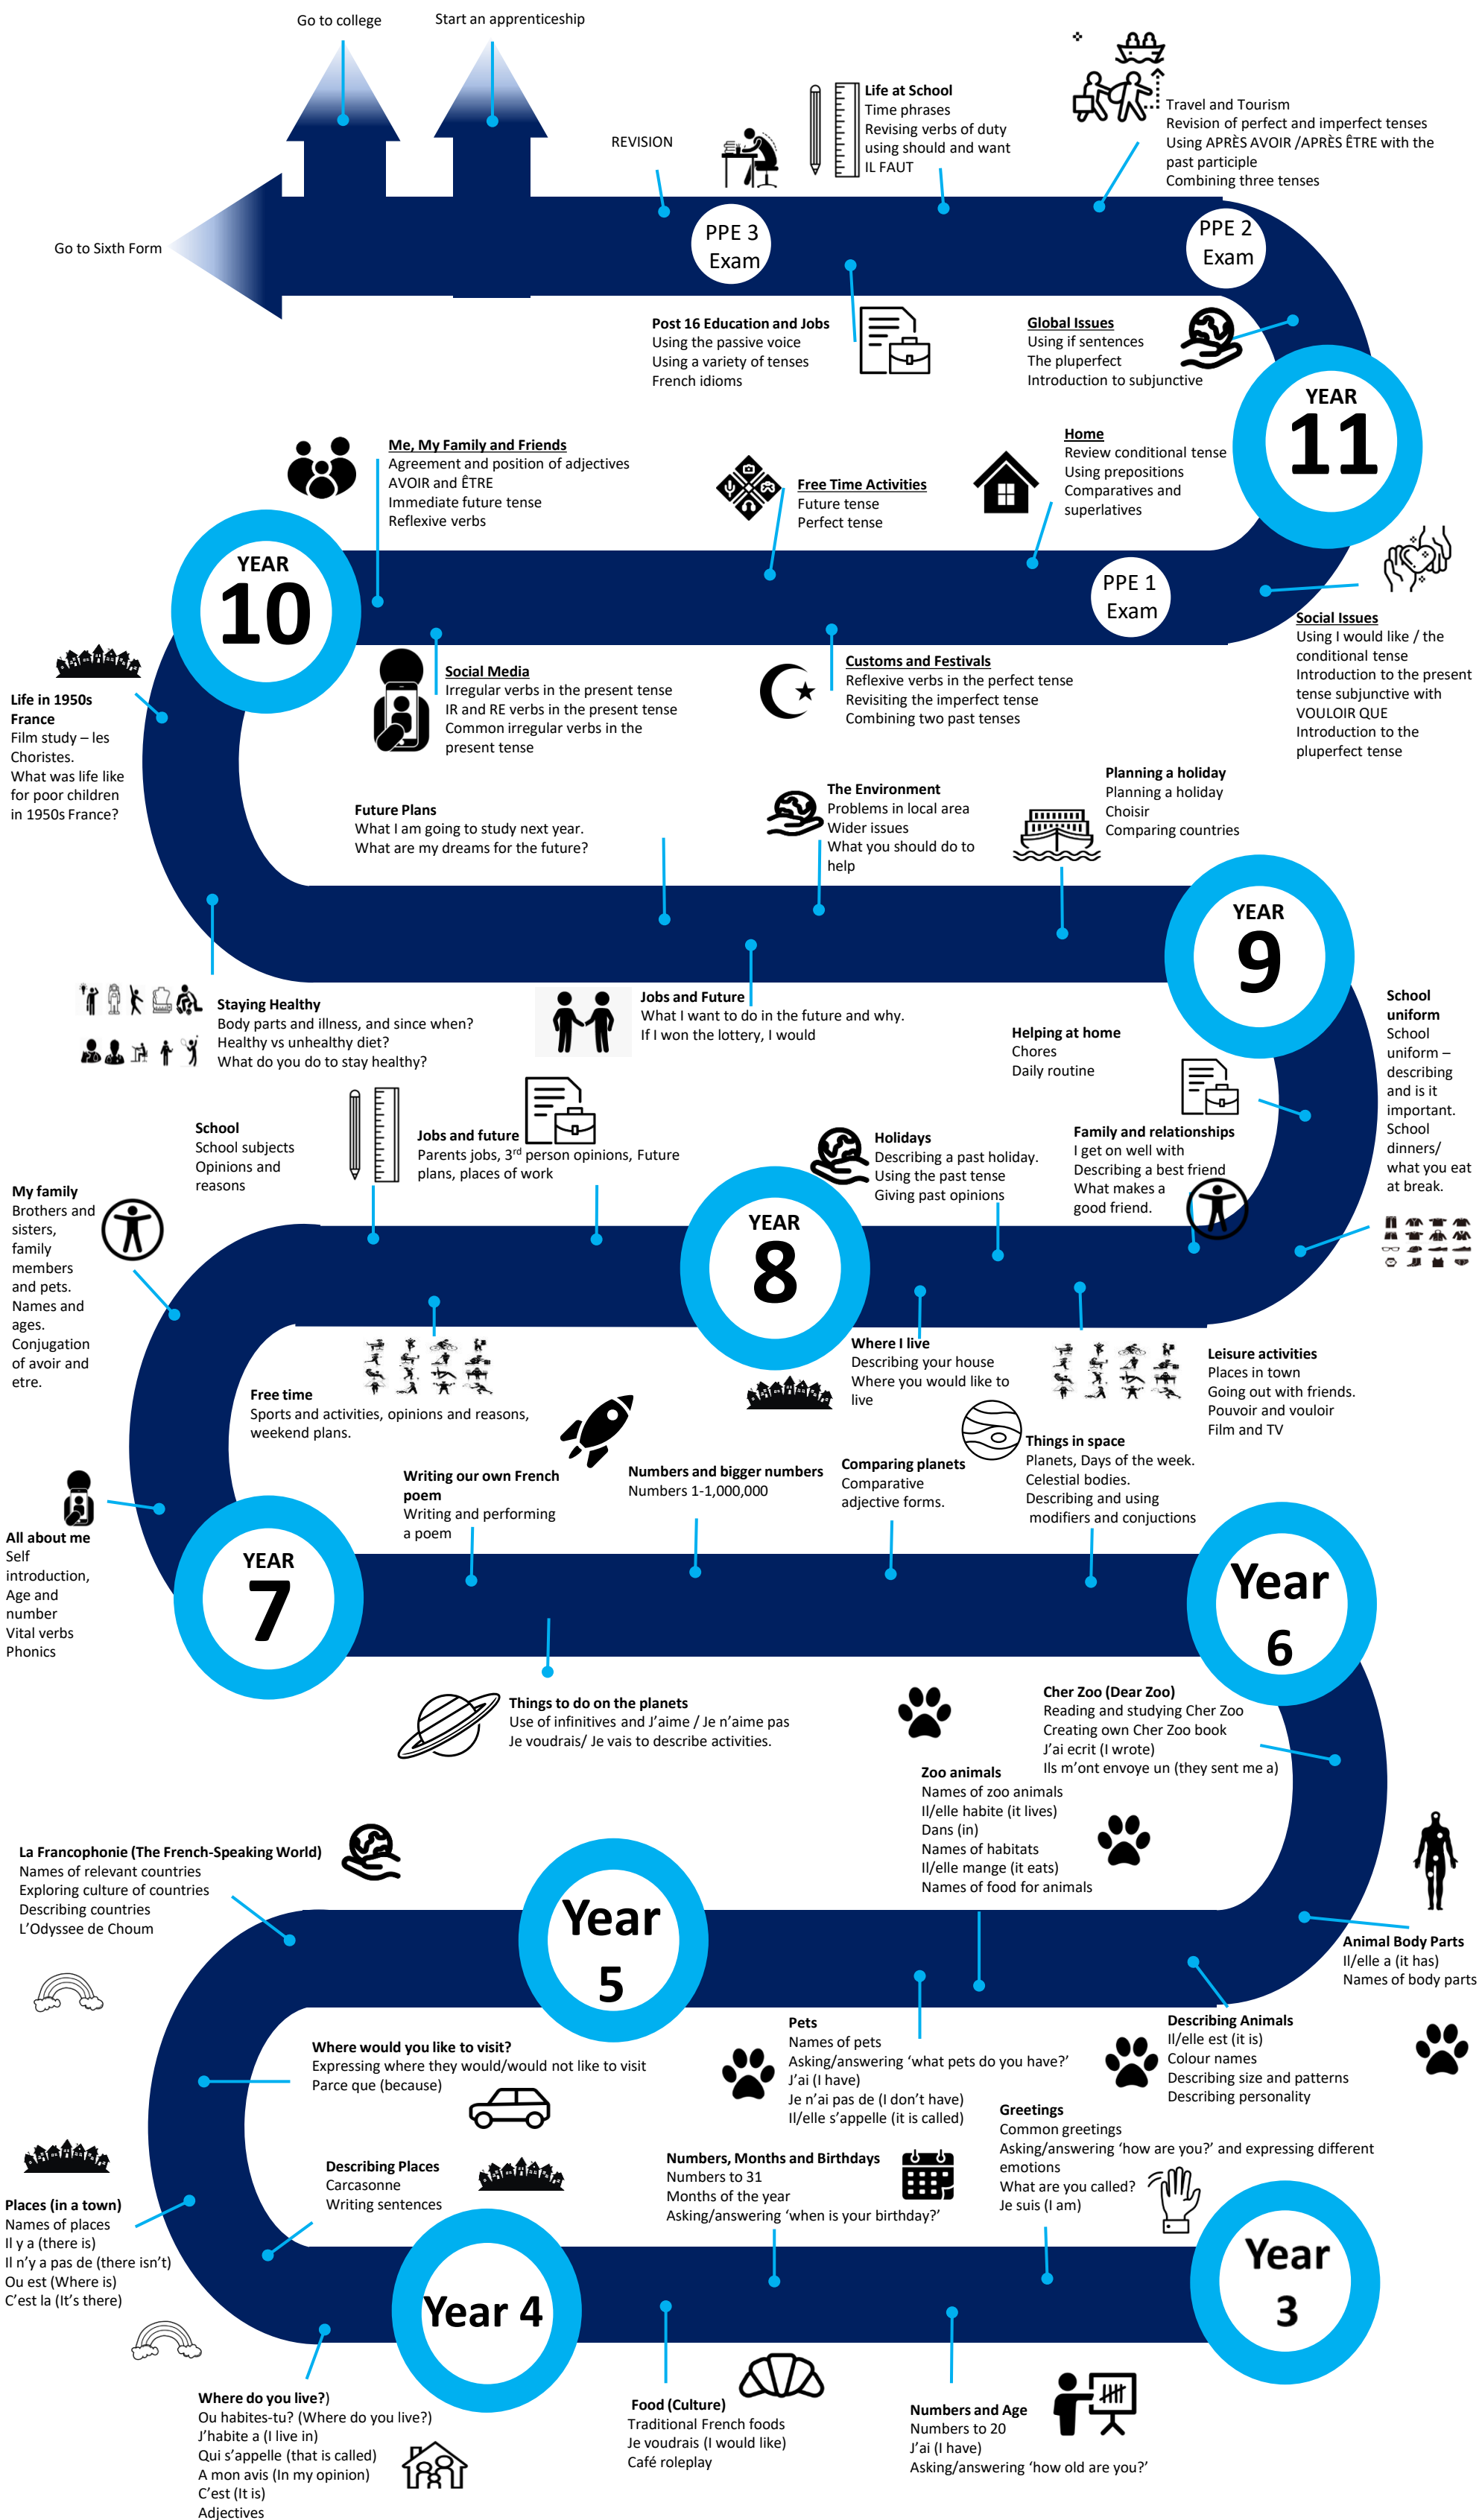 Go to college
Start an apprenticeship
Life at School
Time phrases
Revising verbs of duty
using should and want
IL FAUT
Travel and Tourism
Revision of perfect and imperfect tenses
Using APRÈS AVOIR /APRÈS ÊTRE with the
past participle
Combining three tenses
REVISION
Go to Sixth Form
PPE 3
Exam
PPE 2
Exam
Post 16 Education and Jobs
Using the passive voice
Using a variety of tenses
French idioms
Global Issues
Using if sentences
The pluperfect
Introduction to subjunctive
YEAR
11
Me, My Family and Friends
Agreement and position of adjectives
AVOIR and ÊTRE
Immediate future tense
Reflexive verbs
Free Time Activities
Future tense
Perfect tense
Home
Review conditional tense
Using prepositions
Comparatives and
superlatives
YEAR
10
PPE 1
Exam
Social Issues
Using I would like / the
conditional tense
Introduction to the present
tense subjunctive with
VOULOIR QUE
Introduction to the
pluperfect tense
Social Media
Irregular verbs in the present tense
IR and RE verbs in the present tense
Common irregular verbs in the
present tense
Customs and Festivals
Reflexive verbs in the perfect tense
Revisiting the imperfect tense
Combining two past tenses
Life in 1950s
France
Film study – les
Choristes.
What was life like
for poor children
in 1950s France?
Future Plans
What I am going to study next year.
What are my dreams for the future?
The Environment
Problems in local area
Wider issues
What you should do to
help
Planning a holiday
Planning a holiday
Choisir
Comparing countries
YEAR
9
Staying Healthy
Body parts and illness, and since when?
Healthy vs unhealthy diet?
What do you do to stay healthy?
Jobs and Future
What I want to do in the future and why.
If I won the lottery, I would
Helping at home
Chores
Daily routine
School
uniform
School
uniform –
describing
and is it
important.
School
dinners/
what you eat
at break.
School
School subjects
Opinions and
reasons
Jobs and future
Parents jobs, 3rd person opinions, Future
plans, places of work
Holidays
Describing a past holiday.
Using the past tense
Giving past opinions
Family and relationships
I get on well with
Describing a best friend
What makes a
good friend.
My family
Brothers and
sisters,
family
members
and pets.
Names and
ages.
Conjugation
of avoir and
etre.
YEAR
8
Free time
Sports and activities, opinions and reasons,
weekend plans.
Where I live
Describing your house
Where you would like to
live
Leisure activities
Places in town
Going out with friends.
Pouvoir and vouloir
Film and TV
Writing our own French
poem
Writing and performing
a poem
Numbers and bigger numbers
Numbers 1-1,000,000
Comparing planets
Comparative
adjective forms.
Things in space
Planets, Days of the week.
Celestial bodies.
Describing and using
modifiers and conjuctions
All about me
Self
introduction,
Age and
number
Vital verbs
Phonics
YEAR
7
Year
6
Things to do on the planets
Use of infinitives and J’aime / Je n’aime pas
Je voudrais/ Je vais to describe activities.
Cher Zoo (Dear Zoo)
Reading and studying Cher Zoo
Creating own Cher Zoo book
J’ai ecrit (I wrote)
Ils m’ont envoye un (they sent me a)
Zoo animals
Names of zoo animals
Il/elle habite (it lives)
Dans (in)
Names of habitats
Il/elle mange (it eats)
Names of food for animals
La Francophonie (The French-Speaking World)
Names of relevant countries
Exploring culture of countries
Describing countries
L’Odyssee de Choum
Year
5
Animal Body Parts
Il/elle a (it has)
Names of body parts
Where would you like to visit?
Expressing where they would/would not like to visit
Parce que (because)
Pets
Names of pets
Asking/answering ‘what pets do you have?’
J’ai (I have)
Je n’ai pas de (I don’t have)
Il/elle s’appelle (it is called)
Describing Animals
Il/elle est (it is)
Colour names
Describing size and patterns
Describing personality
Greetings
Common greetings
Asking/answering ‘how are you?’ and expressing different
emotions
What are you called?
Je suis (I am)
Describing Places
Carcasonne
Writing sentences
Numbers, Months and Birthdays
Numbers to 31
Months of the year
Asking/answering ‘when is your birthday?’
Places (in a town)
Names of places
Il y a (there is)
Il n’y a pas de (there isn’t)
Ou est (Where is)
C’est la (It’s there)
Year 4
Year
3
Where do you live?)
Ou habites-tu? (Where do you live?)
J’habite a (I live in)
Qui s’appelle (that is called)
A mon avis (In my opinion)
C’est (It is)
Adjectives
Food (Culture)
Traditional French foods
Je voudrais (I would like)
Café roleplay
Numbers and Age
Numbers to 20
J’ai (I have)
Asking/answering ‘how old are you?’